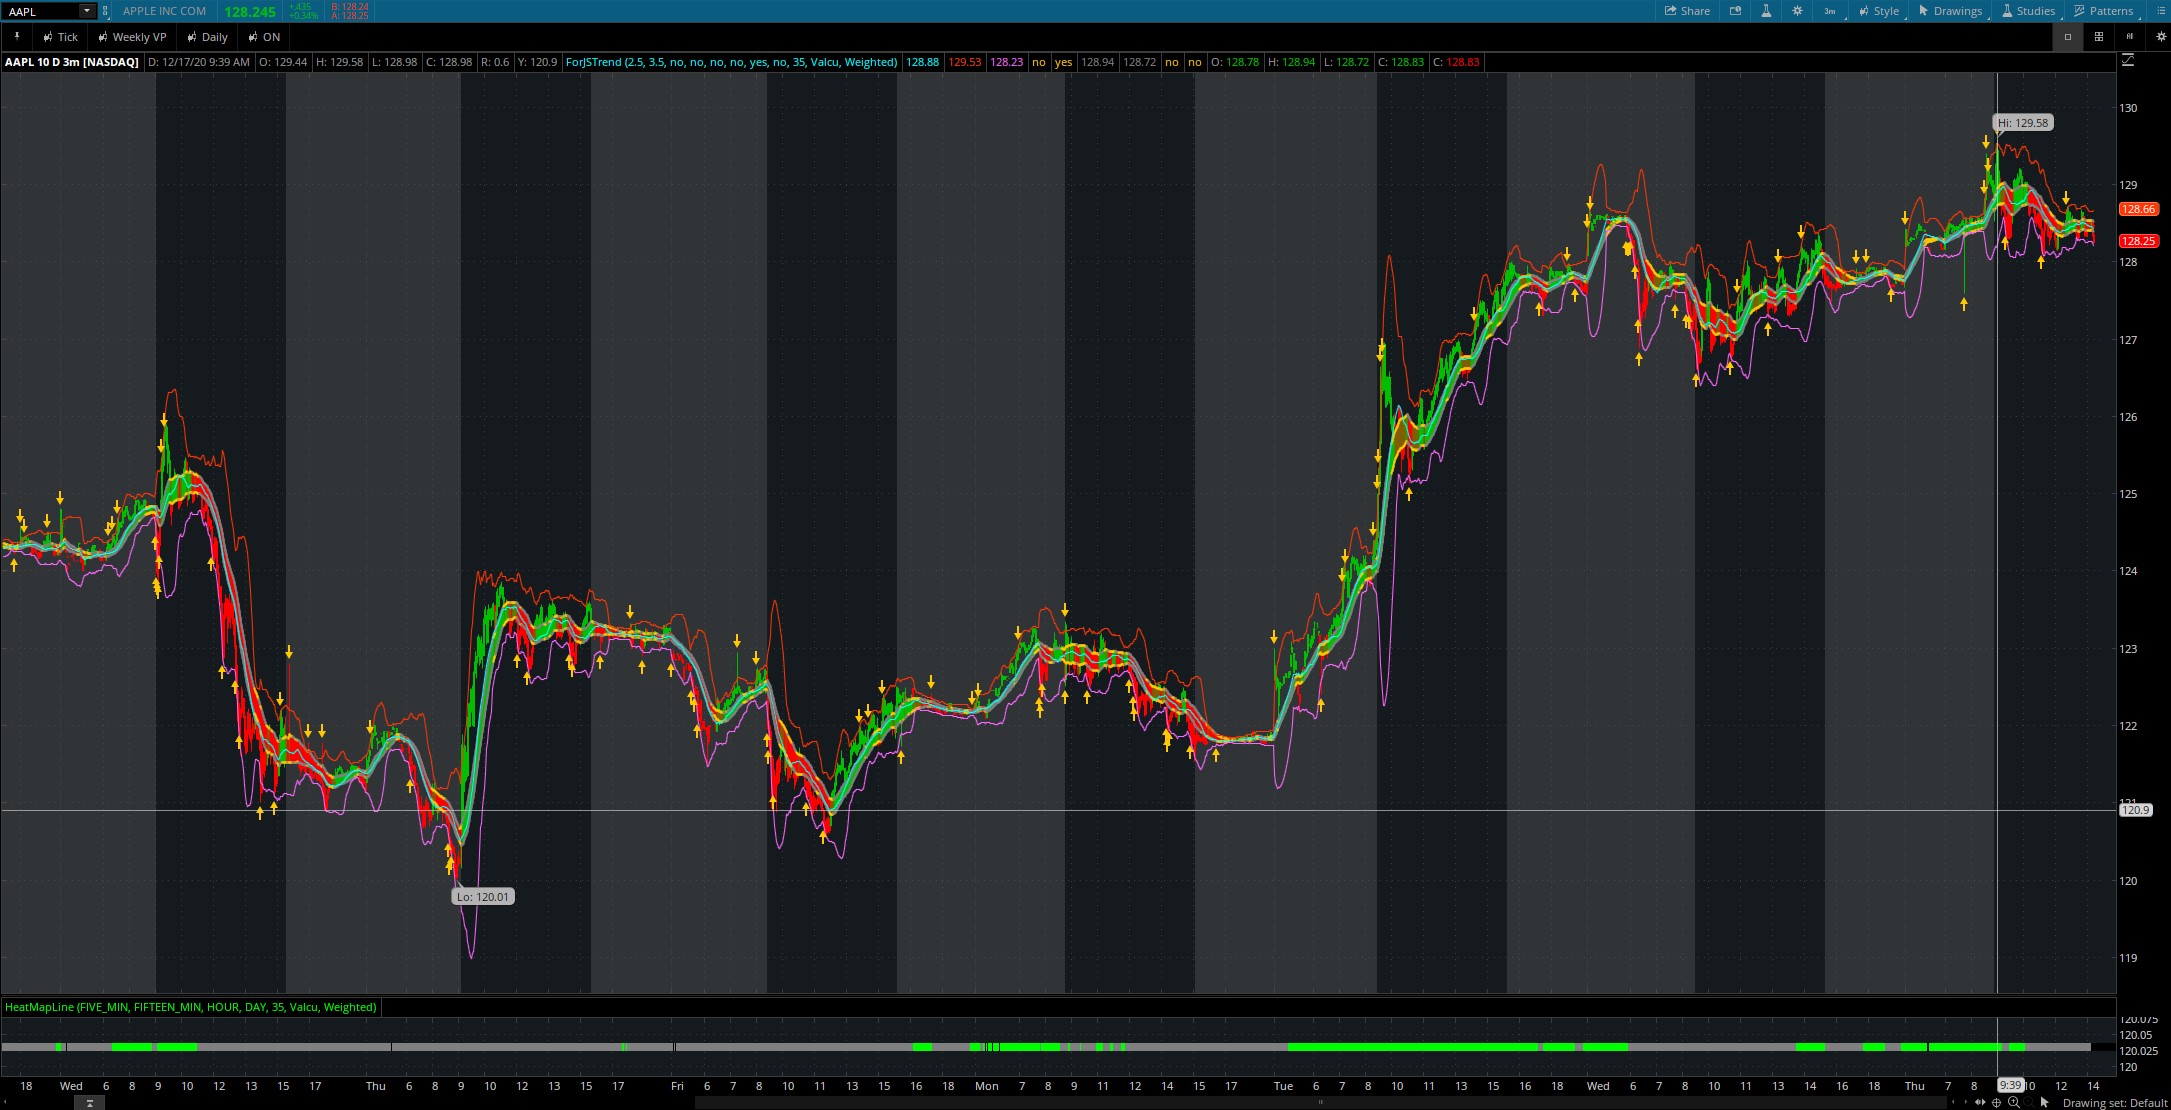 AAPL APPLE INC COM 128.245 +.435 +0.34% B: 128.24 A: 128.25 Share 3m Style Drawings Studies Patterns
Tick Weekly VP Daily ON All
AAPL 10 D 3m [NASDAQ] D: 12/17/20 9:39 AM O: 129.44 H: 129.58 L: 128.98 C: 128.98 R: 0.6 Y: 120.9 ForJSTrend (2.5, 3.5, no, no, no, no, yes, no, 35, Valcu, Weighted) 128.88 129.53 128.23 no yes 128.94 128.72 no no O: 128.78 H: 128.94 L: 128.72 C: 128.83 C: 128.83
130
Hi: 129.58
129
128.66
128.25
128
127
126
125
124
123
122
121
120.9
120
Lo: 120.01
119
HeatMapLine (FIVE_MIN, FIFTEEN_MIN, HOUR, DAY, 35, Valcu, Weighted)
120.075
120.05
120.025
120
18 Wed 6 8 9 10 12 13 15 17 Thu 6 8 9 10 12 13 15 17 Fri 6 7 8 10 11 13 15 16 18 Mon 7 8 9 11 12 14 15 17 Tue 6 7 8 10 11 13 15 16 18 Wed 6 7 8 10 11 13 14 16 18 Thu 7 8 9:39 10 12 14
Drawing set: Default